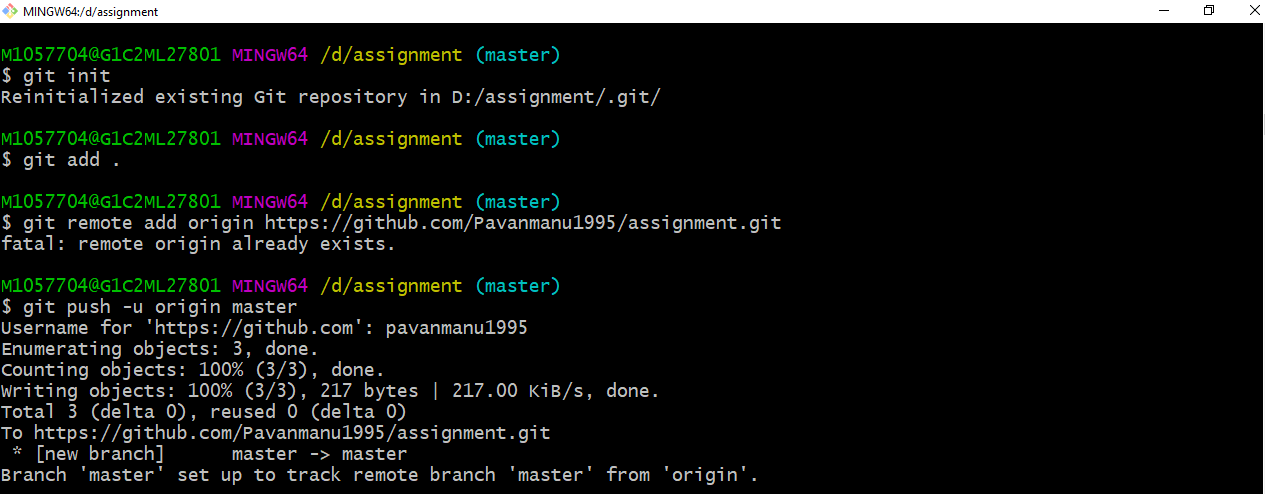 MINGW64:/d/assignment
M1057704@G1C2ML27801 MINGW64 /d/assignment (master)
$ git init
Reinitialized existing Git repository in D:/assignment/.git/
M1057704@G1C2ML27801 MINGW64 /d/assignment (master)
$ git add .
M1057704@G1C2ML27801 MINGW64 /d/assignment (master)
$ git remote add origin https://github.com/Pavanmanu1995/assignment.git
fatal: remote origin already exists.
M1057704@G1C2ML27801 MINGW64 /d/assignment (master)
$ git push -u origin master
Username for 'https://github.com': pavanmanu1995
Enumerating objects: 3, done.
Counting objects: 100% (3/3), done.
Writing objects: 100% (3/3), 217 bytes | 217.00 KiB/s, done.
Total 3 (delta 0), reused 0 (delta 0)
To https://github.com/Pavanmanu1995/assignment.git
 * [new branch]      master -> master
Branch 'master' set up to track remote branch 'master' from 'origin'.